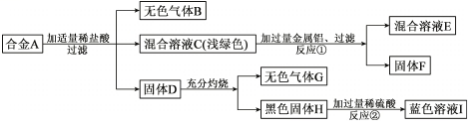 合金A
加适量稀盐酸
过滤
无色气体B
混合溶液C(浅绿色)
加过量金属铝、过滤
反应①
混合溶液E
固体F
固体D
充分灼烧
无色气体G
黑色固体H
加过量稀硫酸
反应②
蓝色溶液I